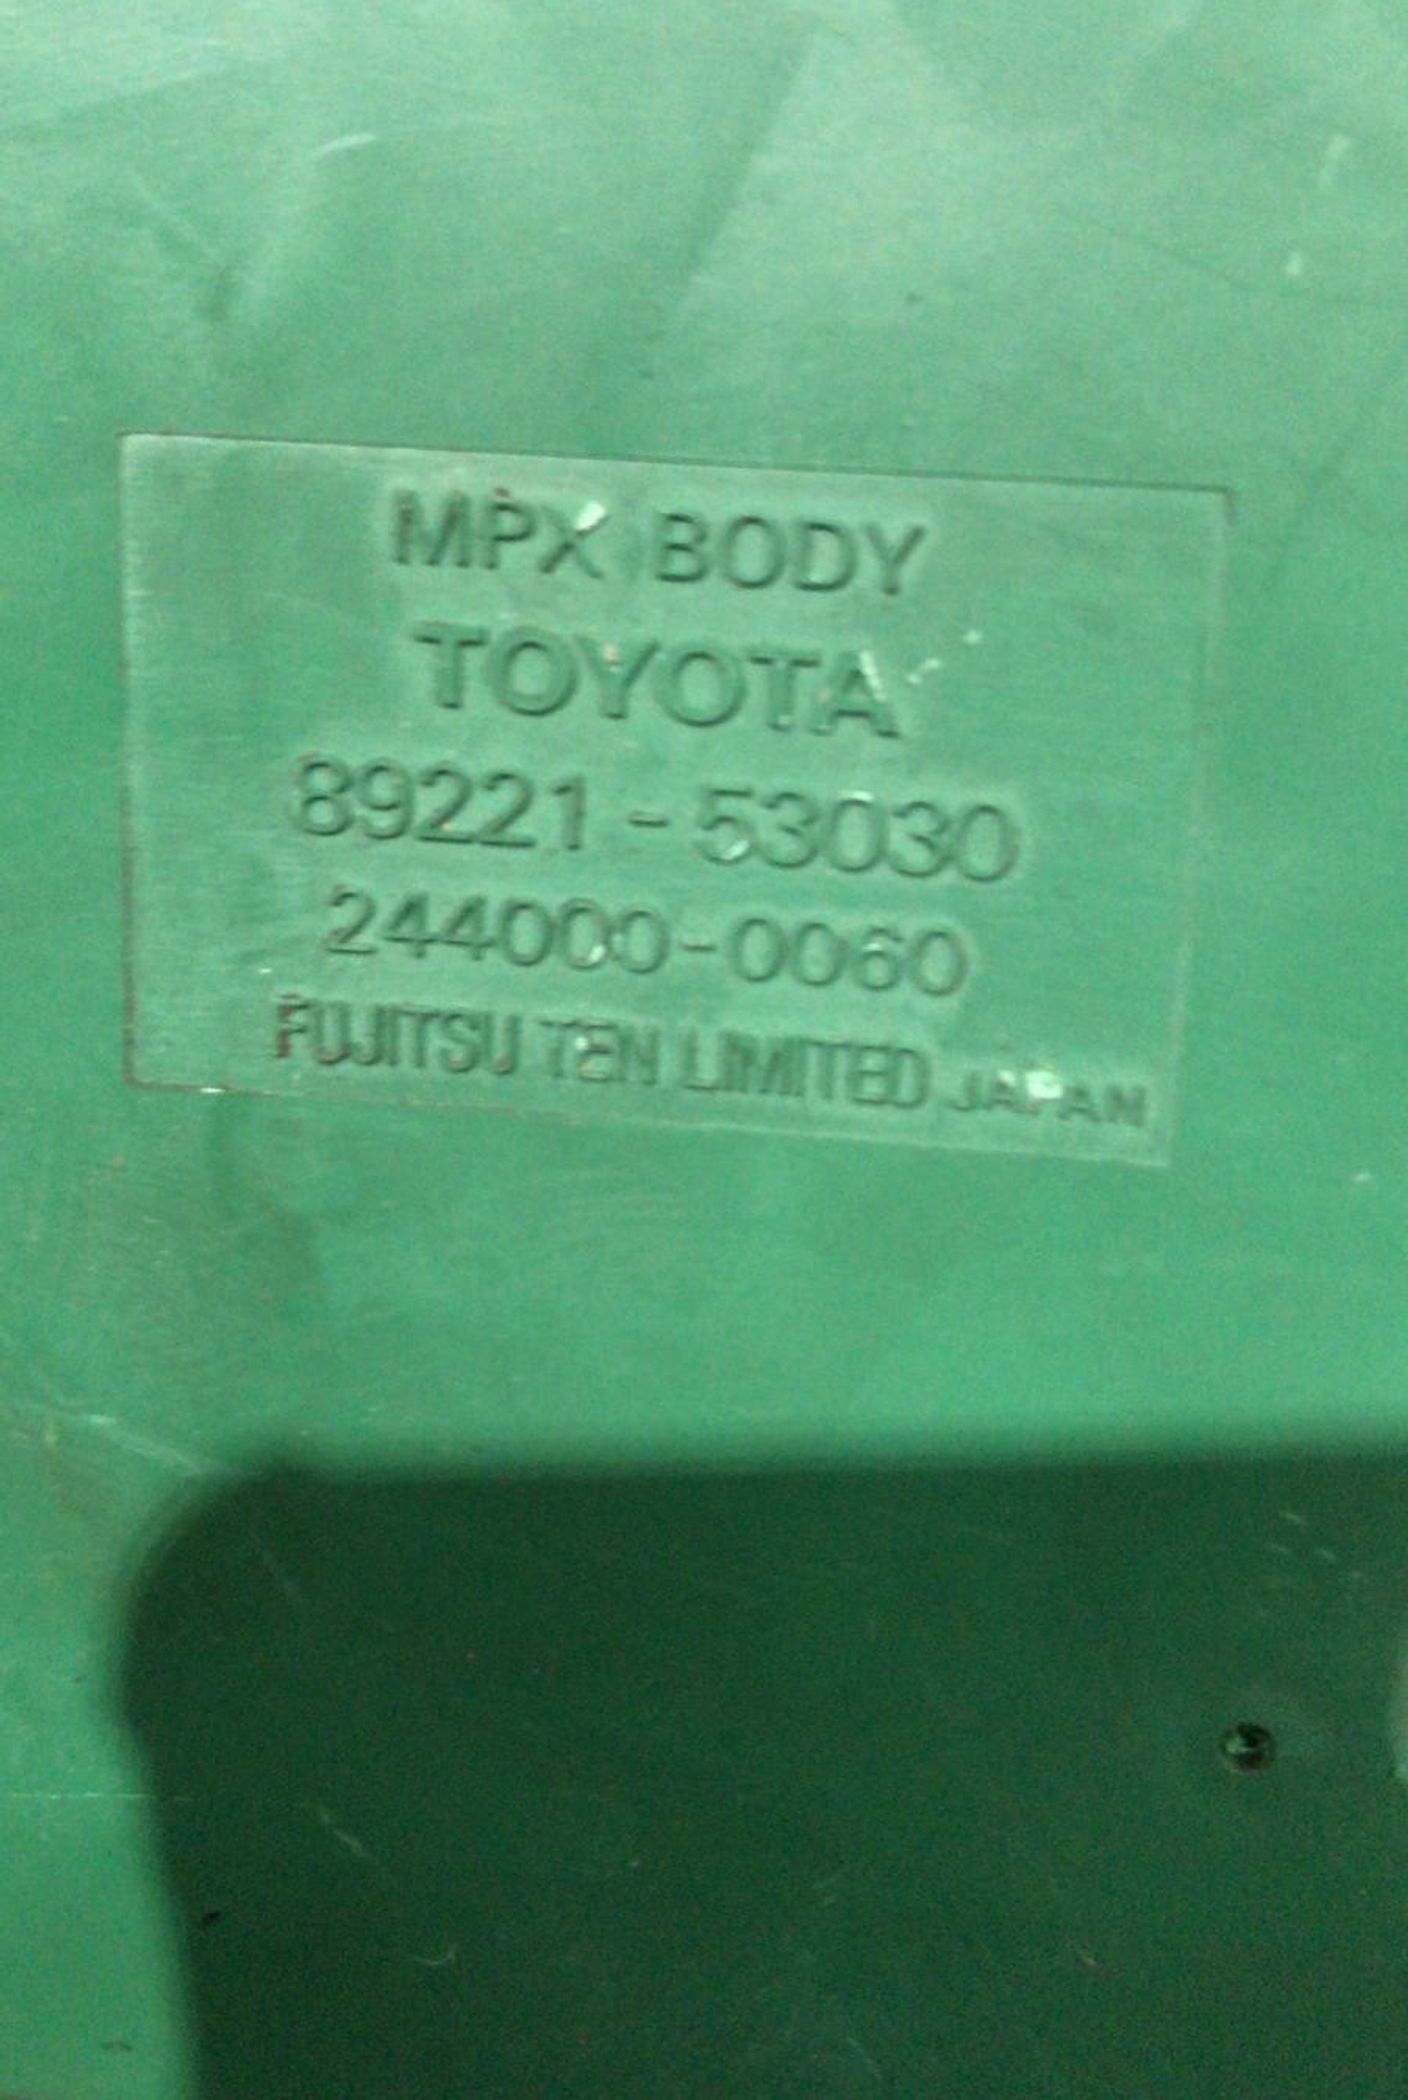 MPX BODY
TOYOTA
89221-53030
244000-0060
FUJITSU TEN LIMITED JAPAN